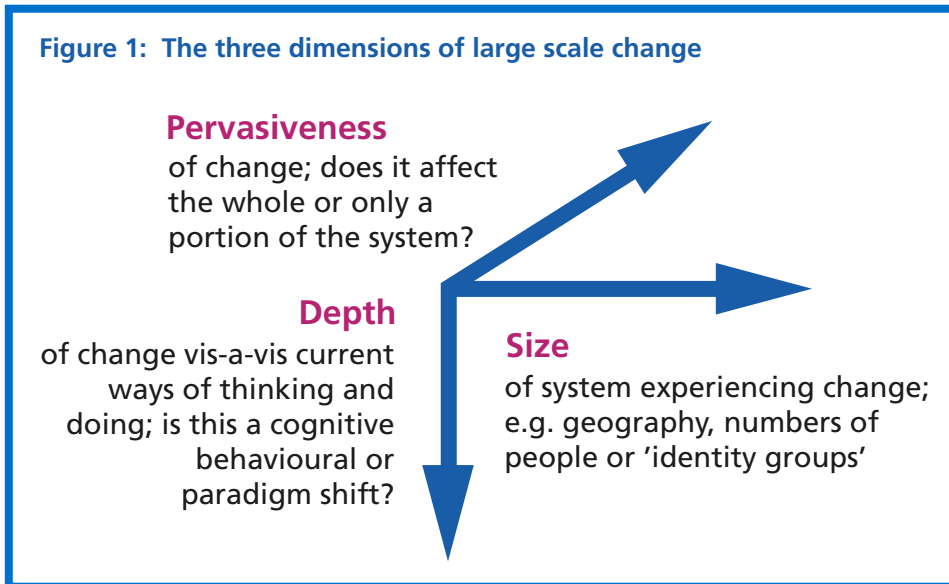 Figure 1:  The three dimensions of large scale change
Pervasiveness
of change; does it affect
the whole or only a
portion of the system?
Depth
of change vis-a-vis current
ways of thinking and
doing; is this a cognitive
behavioural or
paradigm shift?
Size
of system experiencing change;
e.g. geography, numbers of
people or ’identity groups’